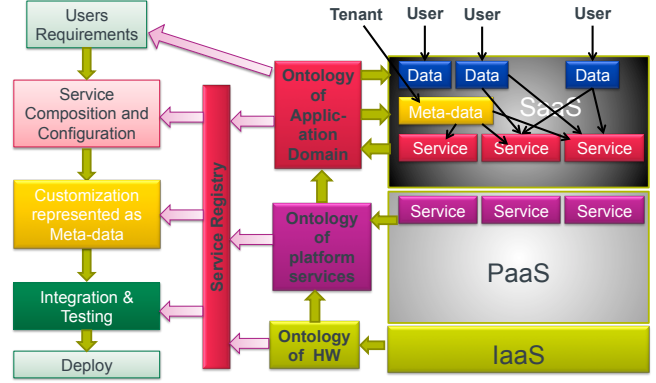 Users
Requirements
Service
Composition and
Configuration
Customization
represented as
Meta-data
Integration &
Testing
Deploy
Service Registry
Ontology
of
Applic-
ation
Domain
Ontology
of
platform
services
Ontology
of HW
Tenant
User
User
User
Data
Data
Data
SaaS
Meta-data
Service
Service
Service
Service
Service
Service
PaaS
IaaS